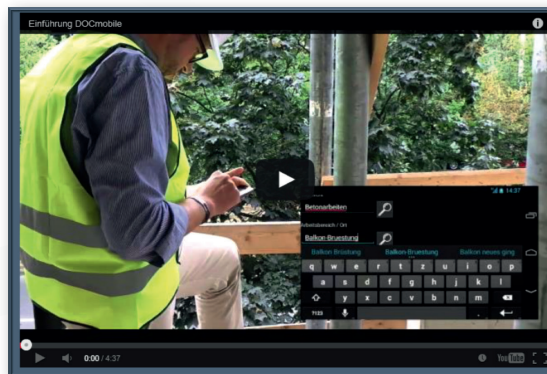 Einführung DOCmobile
14:37
Betonarbeiten
Balkon-Bruestung
Balkon Brüstung Balkon-Bruestung Balkon neues ging
q w e r t z u i o p
a s d f g h j k l
y x c v b n m
?123 .
0:00 / 4:37
YouTube